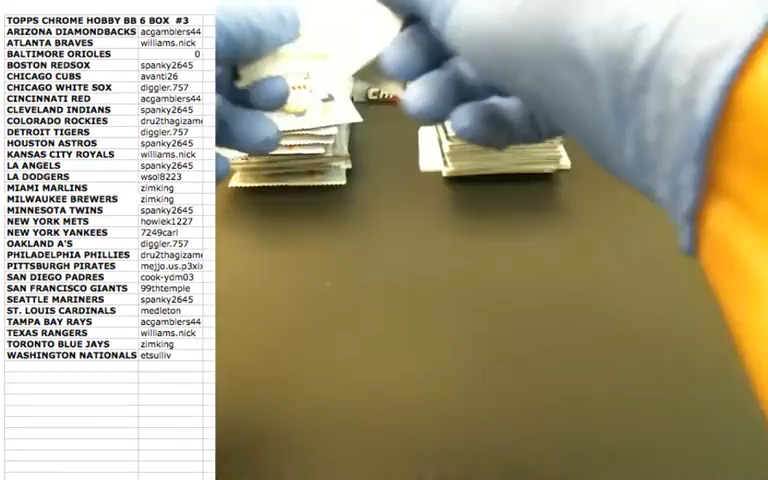 TOPPS CHROME HOBBY BB 6 BOX #3
ARIZONA DIAMONDBACKS acgamblers44
ATLANTA BRAVES williams.nick
BALTIMORE ORIOLES 0
BOSTON REDSOX spanky2645
CHICAGO CUBS avanti26
CHICAGO WHITE SOX diggler.757
CINCINNATI RED acgamblers44
CLEVELAND INDIANS spanky2645
COLORADO ROCKIES dru2thagizame
DETROIT TIGERS diggler.757
HOUSTON ASTROS spanky2645
KANSAS CITY ROYALS williams.nick
LA ANGELS spanky2645
LA DODGERS wsol8223
MIAMI MARLINS zimking
MILWAUKEE BREWERS zimking
MINNESOTA TWINS spanky2645
NEW YORK METS howiek1227
NEW YORK YANKEES 7249carl
OAKLAND A'S diggler.757
PHILADELPHIA PHILLIES dru2thagizame
PITTSBURGH PIRATES mejjo.us.p3xix
SAN DIEGO PADRES cook-ydm03
SAN FRANCISCO GIANTS 99thtemple
SEATTLE MARINERS spanky2645
ST. LOUIS CARDINALS medleton
TAMPA BAY RAYS acgamblers44
TEXAS RANGERS williams.nick
TORONTO BLUE JAYS zimking
WASHINGTON NATIONALS etsulliv